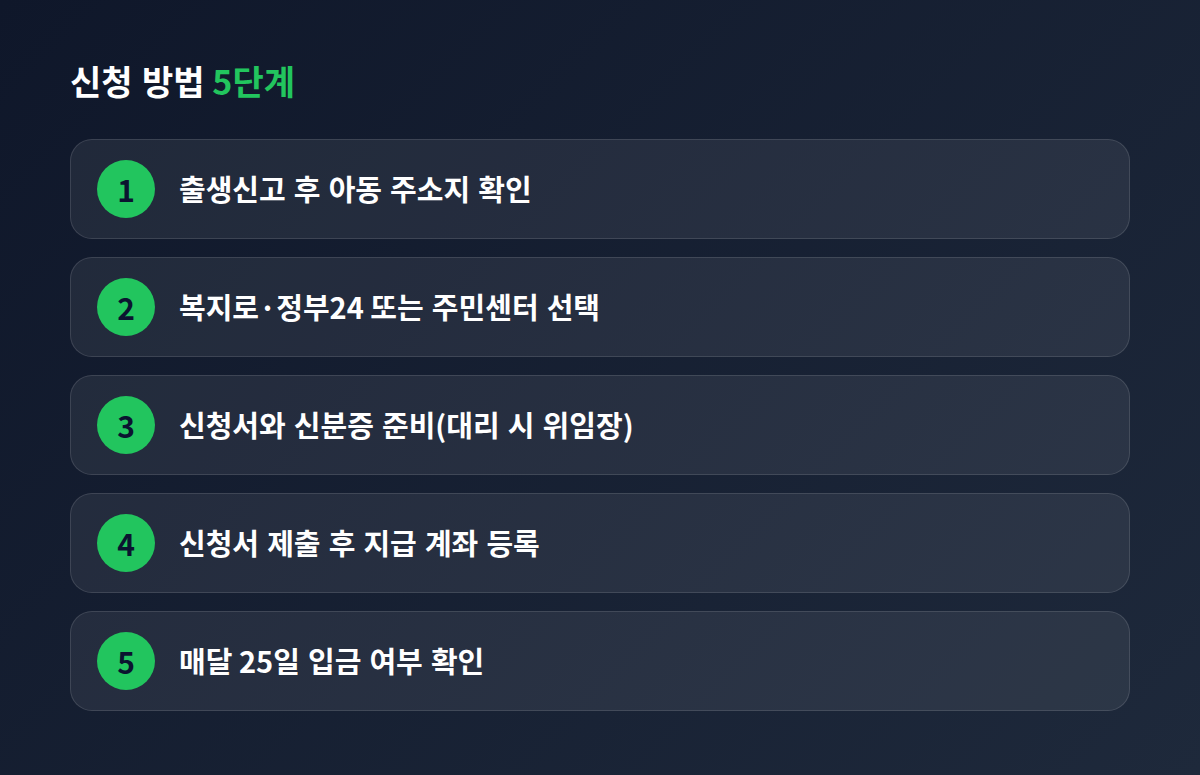 신청 방법 5단계
1 출생신고 후 아동 주소지 확인
2 복지로·정부24 또는 주민센터 선택
3 신청서와 신분증 준비(대리 시 위임장)
4 신청서 제출 후 지급 계좌 등록
5 매달 25일 입금 여부 확인